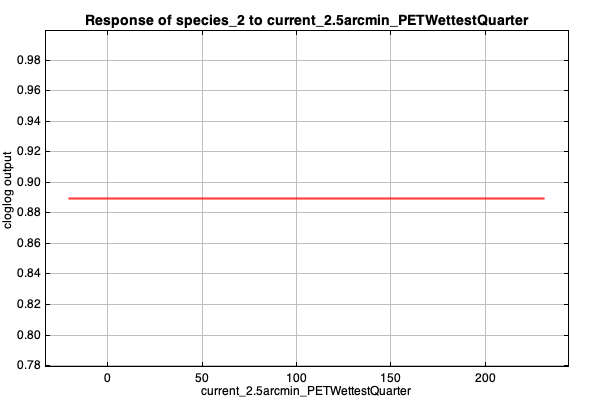 Response of species_2 to current_2.5arcmin_PETWettestQuarter
0.98
0.96
0.94
0.92
0.90
0.88
0.86
0.84
0.82
0.80
0.78
cloglog output
0 50 100 150 200
current_2.5arcmin_PETWettestQuarter